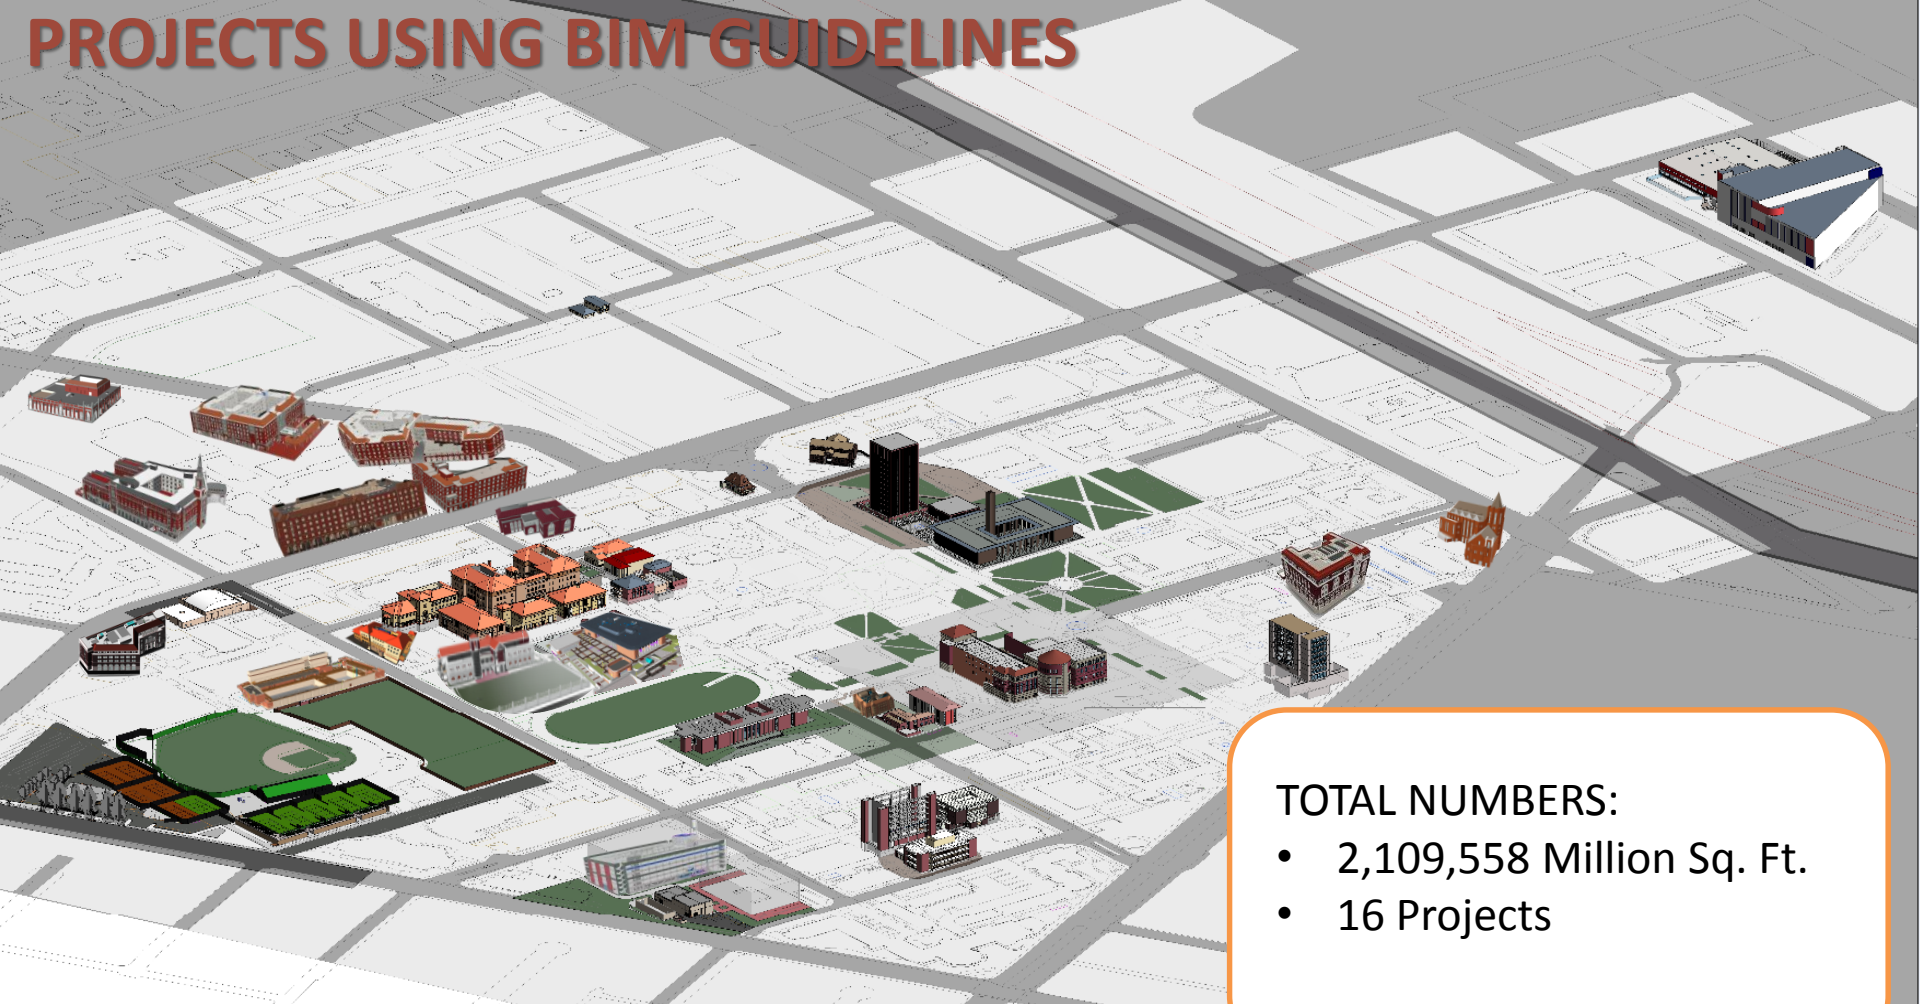 PROJECTS USING BIM GUIDELINES
TOTAL NUMBERS:
• 2,109,558 Million Sq. Ft.
• 16 Projects